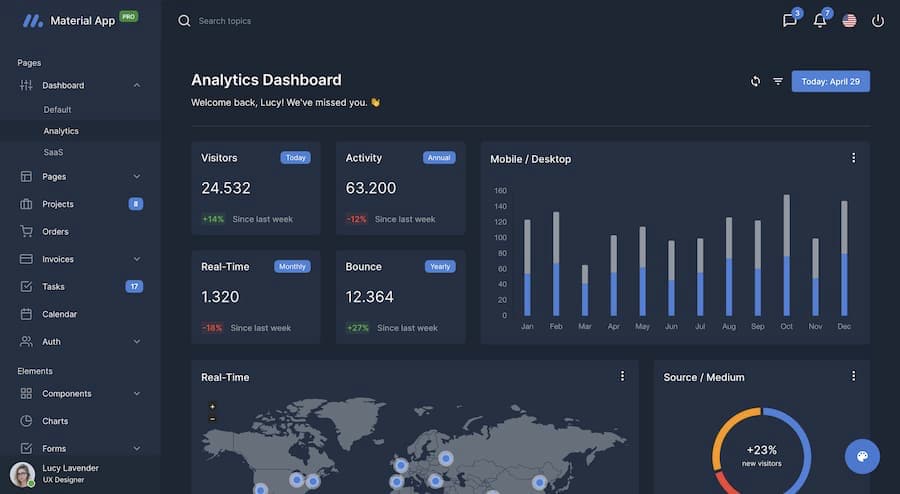 Material App PRO
Search topics
3
7
Pages
Dashboard
Default
Analytics
SaaS
Pages
Projects 8
Orders
Invoices
Tasks 17
Calendar
Auth
Elements
Components
Charts
Forms
Lucy Lavender
UX Designer
Analytics Dashboard
Welcome back, Lucy! We've missed you. 👋
Today: April 29
Visitors Today
24.532
+14% Since last week
Activity Annual
63.200
-12% Since last week
Real-Time Monthly
1.320
-18% Since last week
Bounce Yearly
12.364
+27% Since last week
Mobile / Desktop
160
140
120
100
80
60
40
20
0
Jan Feb Mar Apr May Jun Jul Aug Sep Oct Nov Dec
Real-Time
+
−
Source / Medium
+23%
new visitors